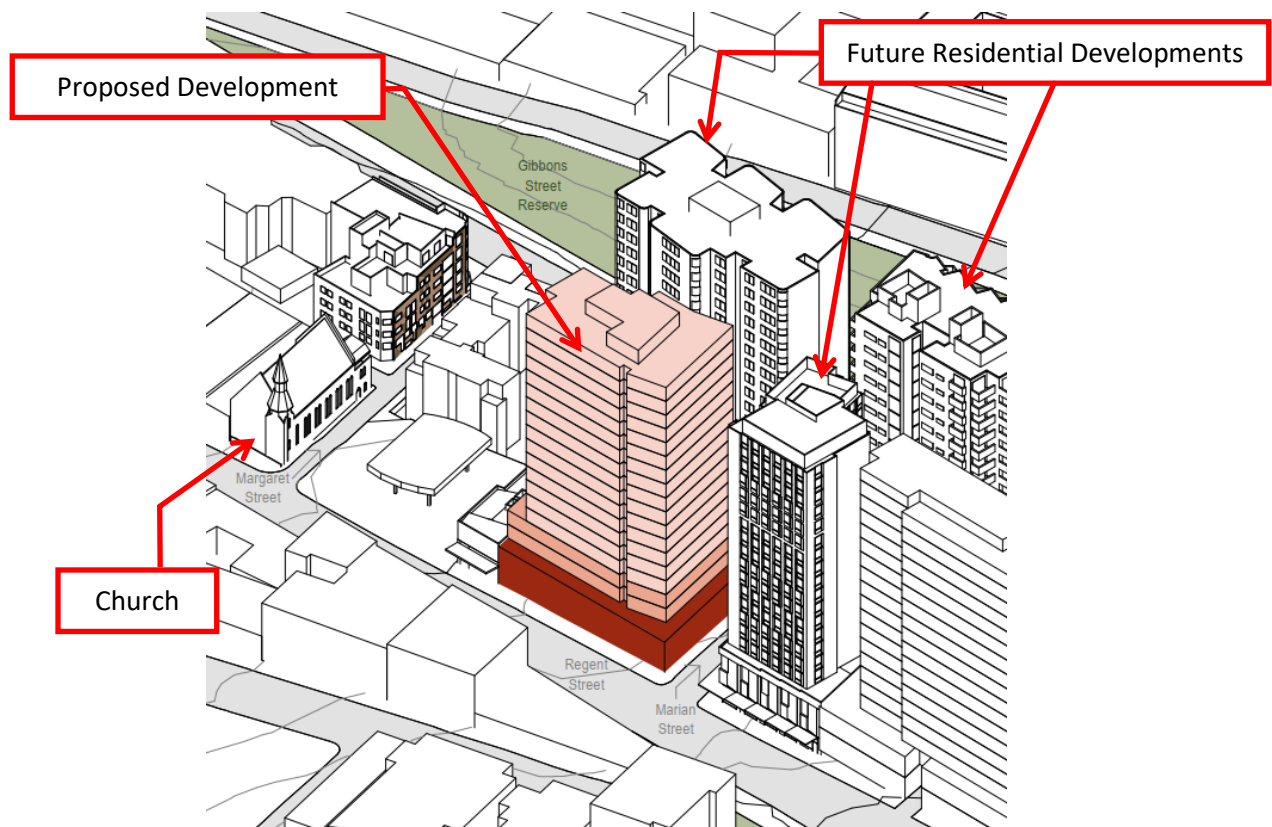 Future Residential Developments
Proposed Development
Gibbons
Street
Reserve
Margaret
Street
Church
Regent
Street
Marian
Street